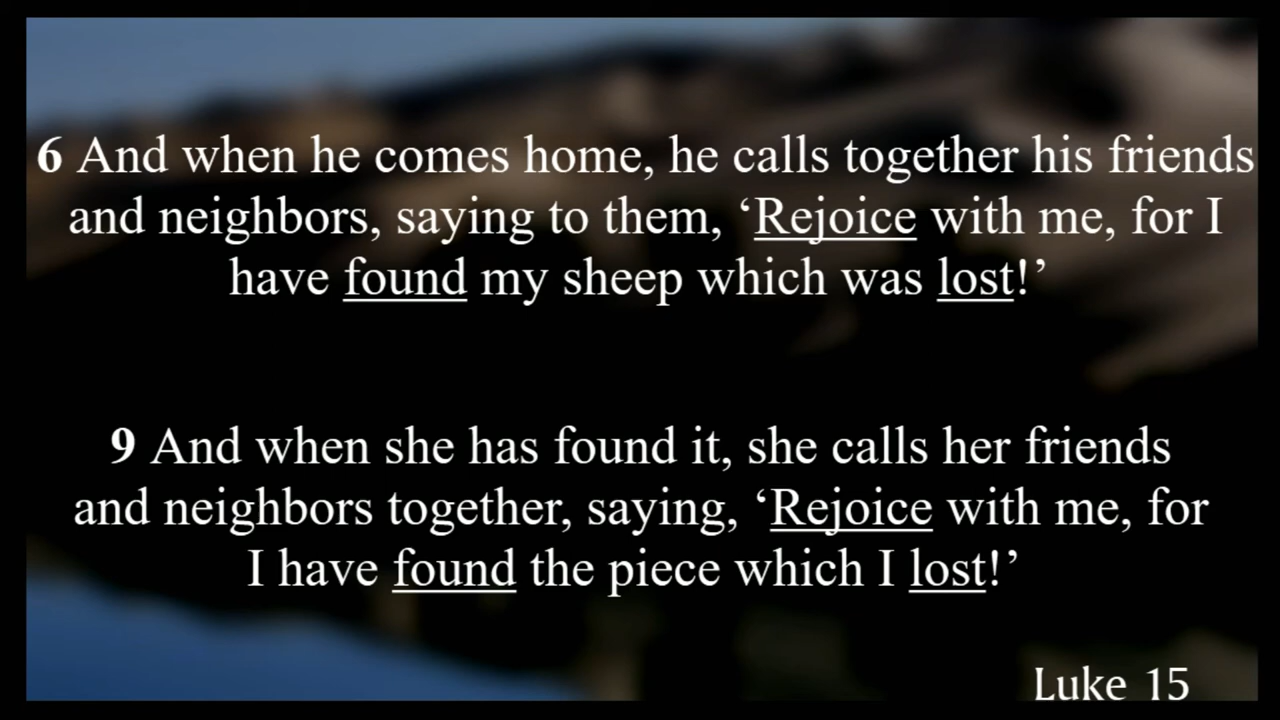 6 And when he comes home, he calls together his friends
and neighbors, saying to them, ‘Rejoice with me, for I
have found my sheep which was lost!’
9 And when she has found it, she calls her friends
and neighbors together, saying, ‘Rejoice with me, for
I have found the piece which I lost!’
Luke 15